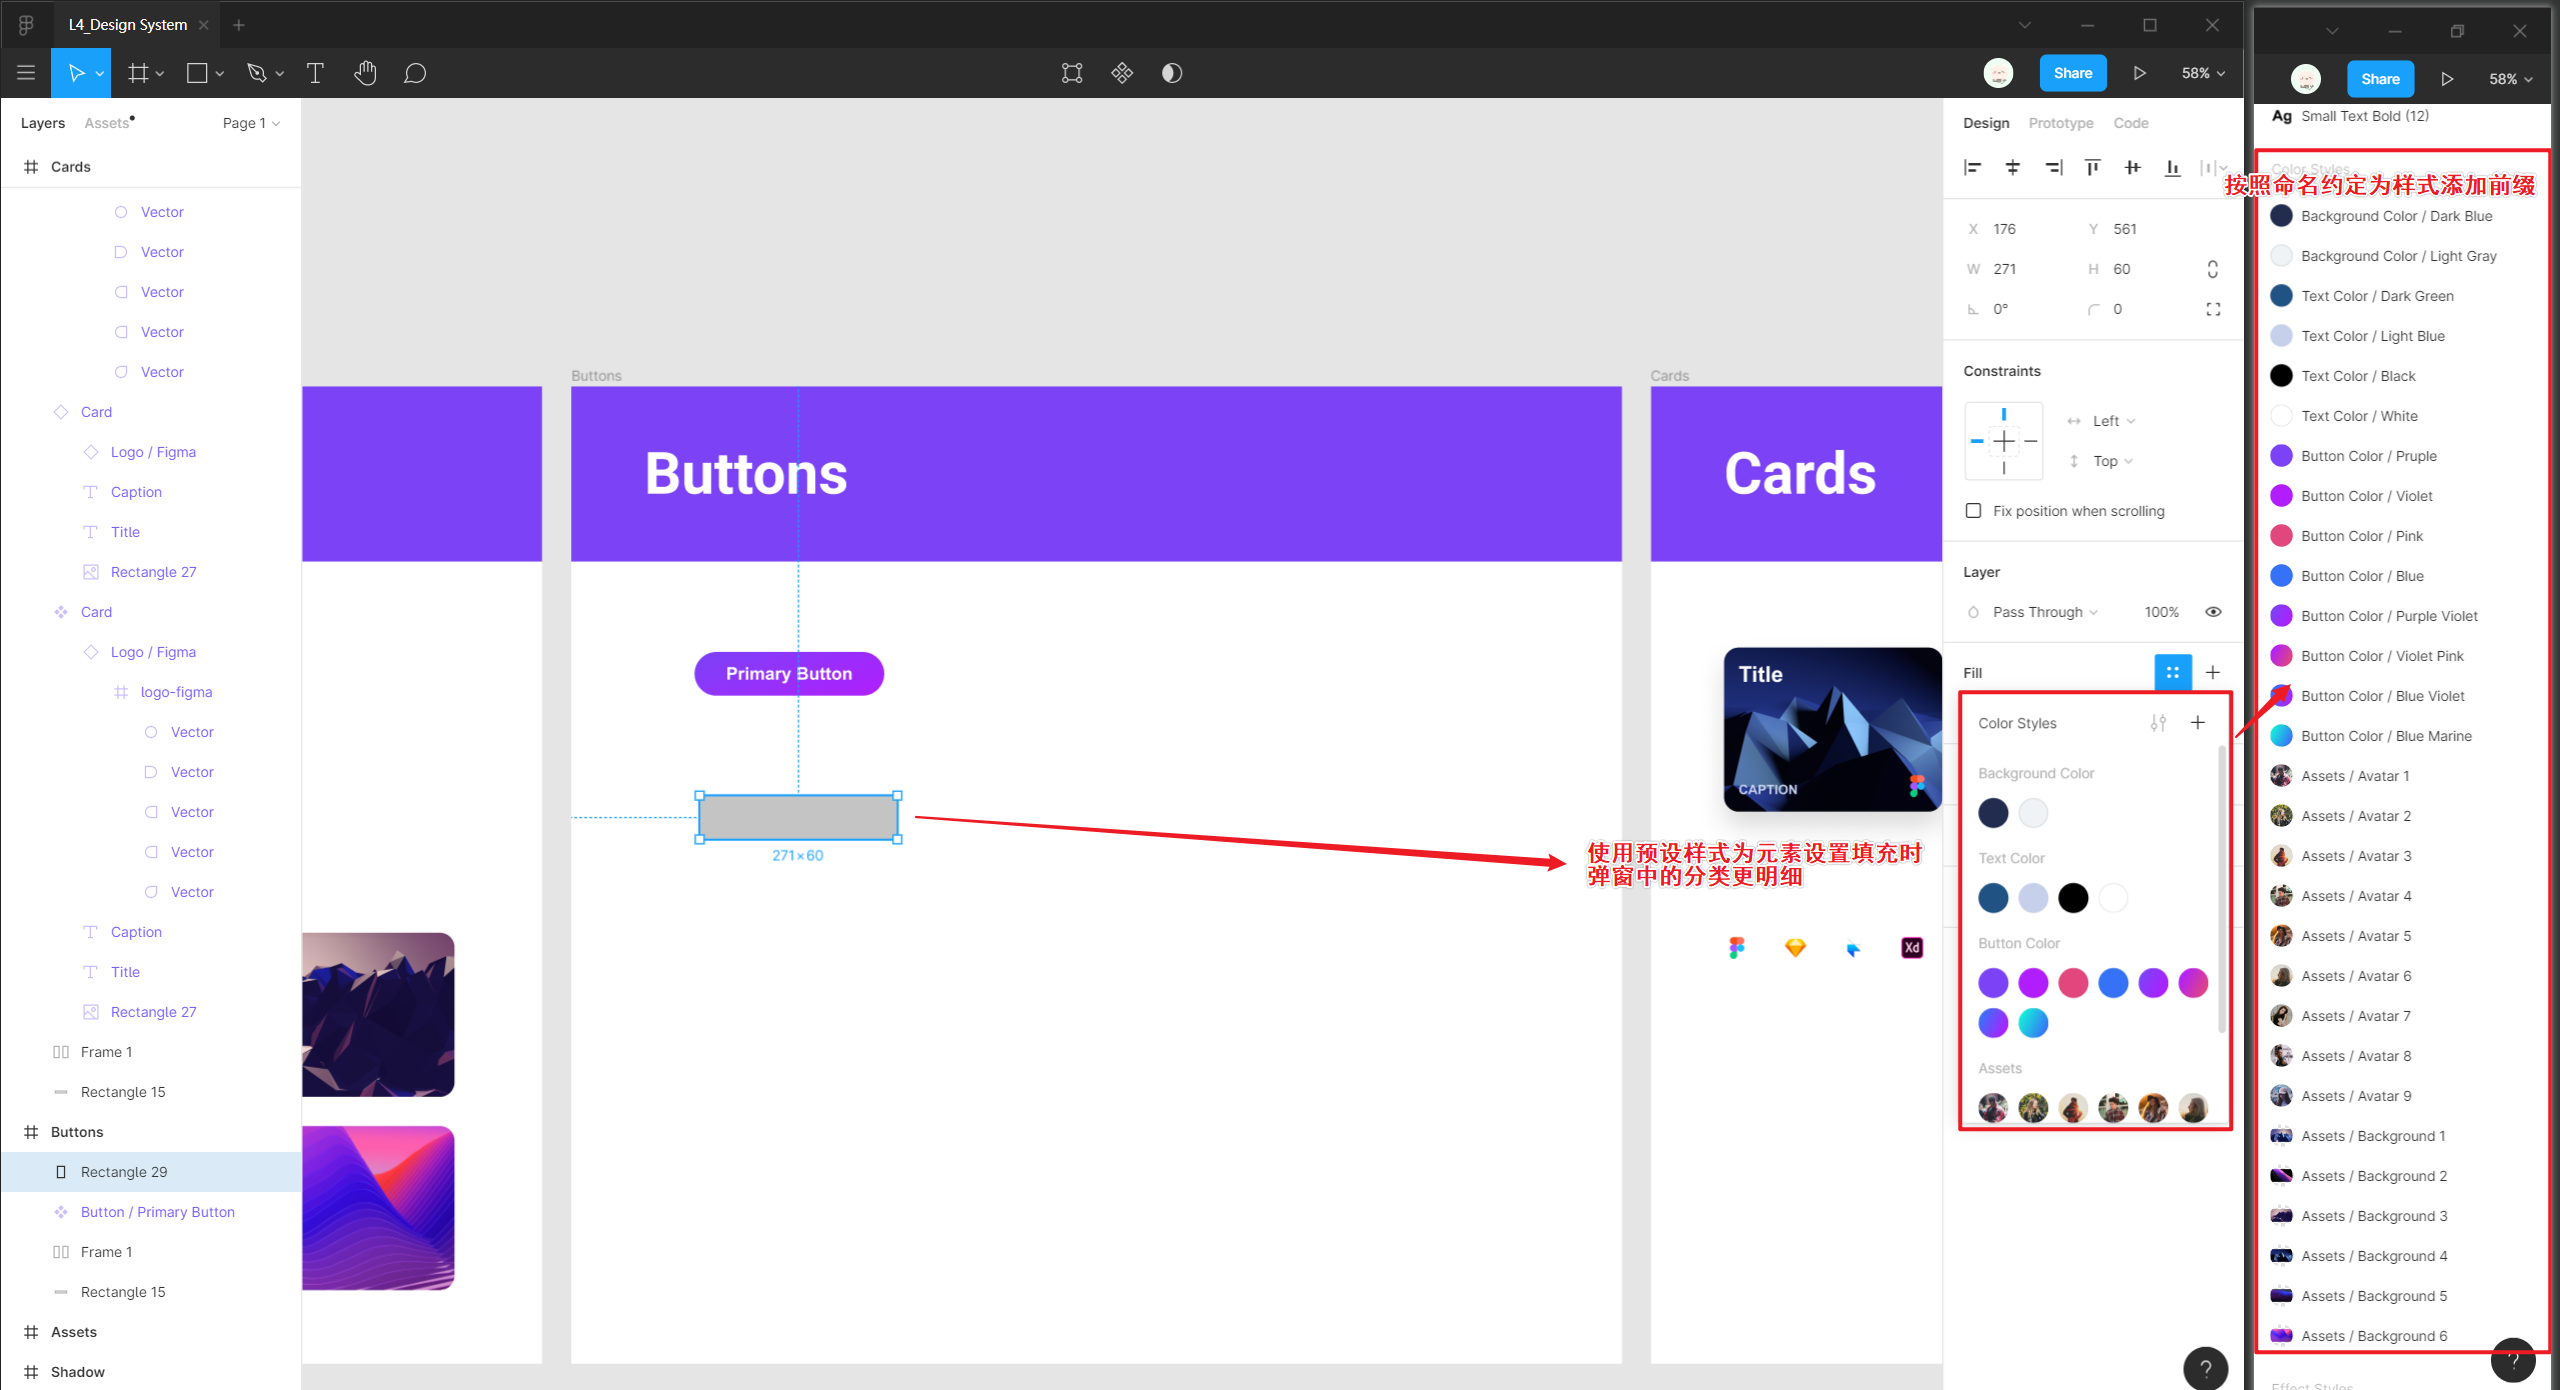 L4_Design System
Share
58%
Share
58%
Layers
Assets
Page 1
Cards
Vector
Vector
Vector
Vector
Vector
Card
Logo / Figma
Caption
Title
Rectangle 27
Card
Logo / Figma
logo-figma
Vector
Vector
Vector
Vector
Vector
Caption
Title
Rectangle 27
Frame 1
Rectangle 15
Buttons
Rectangle 29
Button / Primary Button
Frame 1
Rectangle 15
Assets
Shadow
Buttons
Buttons
Primary Button
271×60
Cards
Cards
Title
CAPTION
Xd
使用预设样式为元素设置填充时
弹窗中的分类更明细
Design
Prototype
Code
X 176
Y 561
W 271
H 60
0°
0
Constraints
Left
Top
Fix position when scrolling
Layer
Pass Through
100%
Fill
Color Styles
Background Color
Text Color
Button Color
Assets
?
Ag Small Text Bold (12)
Color Styles
按照命名约定为样式添加前缀
Background Color / Dark Blue
Background Color / Light Gray
Text Color / Dark Green
Text Color / Light Blue
Text Color / Black
Text Color / White
Button Color / Pruple
Button Color / Violet
Button Color / Pink
Button Color / Blue
Button Color / Purple Violet
Button Color / Violet Pink
Button Color / Blue Violet
Button Color / Blue Marine
Assets / Avatar 1
Assets / Avatar 2
Assets / Avatar 3
Assets / Avatar 4
Assets / Avatar 5
Assets / Avatar 6
Assets / Avatar 7
Assets / Avatar 8
Assets / Avatar 9
Assets / Background 1
Assets / Background 2
Assets / Background 3
Assets / Background 4
Assets / Background 5
Assets / Background 6
?
Effect Styles